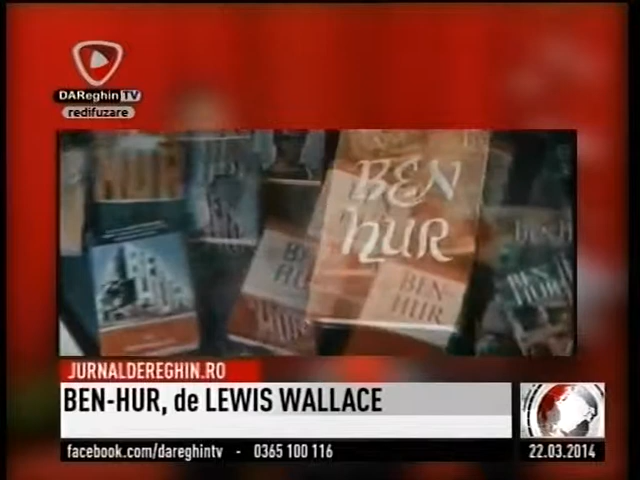 DAReghin TV
redifuzare
BEN
HUR
BEN
HUR
BEN
HUR
HUR
BEN
HUR
JURNALDEREGHIN.RO
BEN-HUR, de LEWIS WALLACE
facebook.com/dareghintv - 0365 100 116
22.03.2014